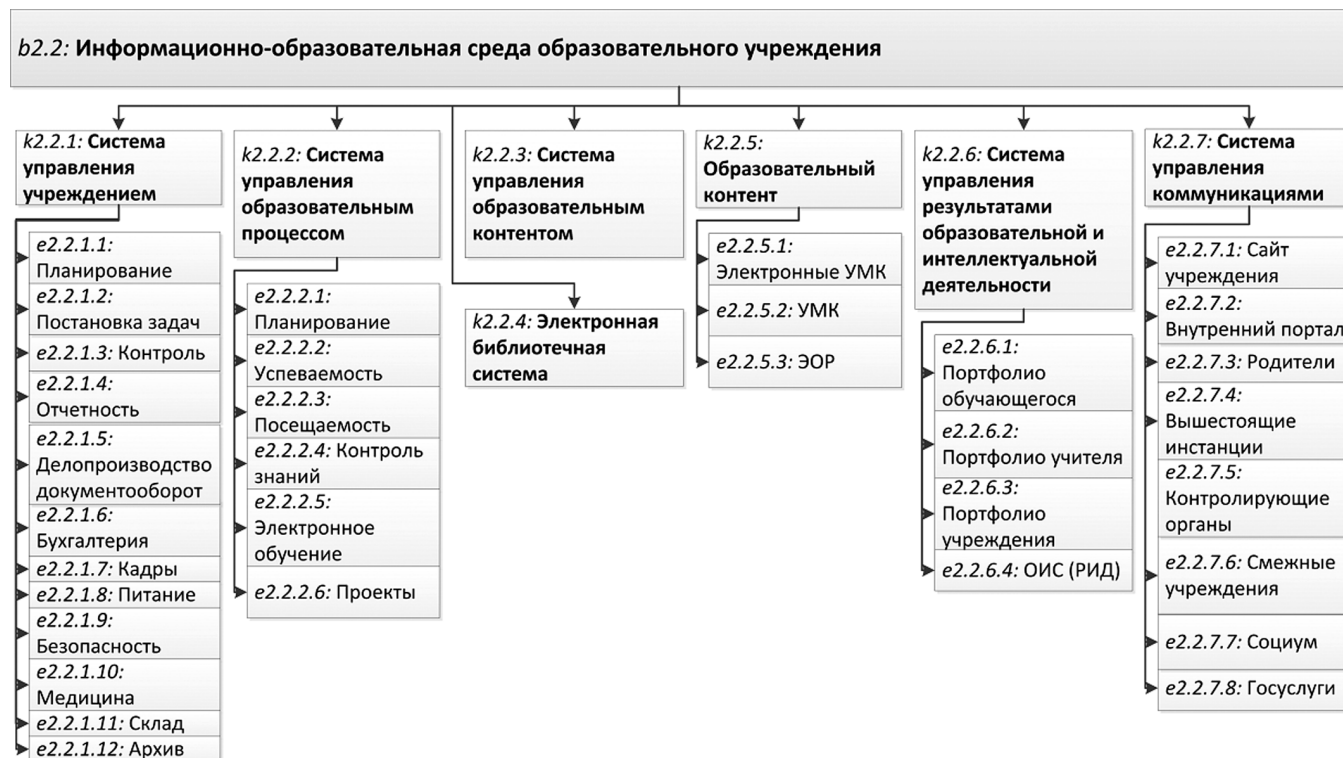 b2.2: Информационно-образовательная среда образовательного учреждения
k2.2.1: Система
управления
учреждением
e2.2.1.1:
Планирование
e2.2.1.2:
Постановка задач
e2.2.1.3: Контроль
e2.2.1.4:
Отчетность
e2.2.1.5:
Делопроизводство
документооборот
e2.2.1.6:
Бухгалтерия
e2.2.1.7: Кадры
e2.2.1.8: Питание
e2.2.1.9:
Безопасность
e2.2.1.10:
Медицина
e2.2.1.11: Склад
e2.2.1.12: Архив
k2.2.2: Система
управления
образовательным
процессом
e2.2.2.1:
Планирование
e2.2.2.2:
Успеваемость
e2.2.2.3:
Посещаемость
e2.2.2.4: Контроль
знаний
e2.2.2.5:
Электронное
обучение
e2.2.2.6: Проекты
k2.2.3: Система
управления
образовательным
контентом
k2.2.4: Электронная
библиотечная
система
k2.2.5:
Образовательный
контент
e2.2.5.1:
Электронные УМК
e2.2.5.2: УМК
e2.2.5.3: ЭОР
k2.2.6: Система
управления
результатами
образовательной и
интеллектуальной
деятельности
e2.2.6.1:
Портфолио
обучающегося
e2.2.6.2:
Портфолио учителя
e2.2.6.3:
Портфолио
учреждения
e2.2.6.4: ОИС (РИД)
k2.2.7: Система
управления
коммуникациями
e2.2.7.1: Сайт
учреждения
e2.2.7.2:
Внутренний портал
e2.2.7.3: Родители
e2.2.7.4:
Вышестоящие
инстанции
e2.2.7.5:
Контролирующие
органы
e2.2.7.6: Смежные
учреждения
e2.2.7.7: Социум
e2.2.7.8: Госуслуги